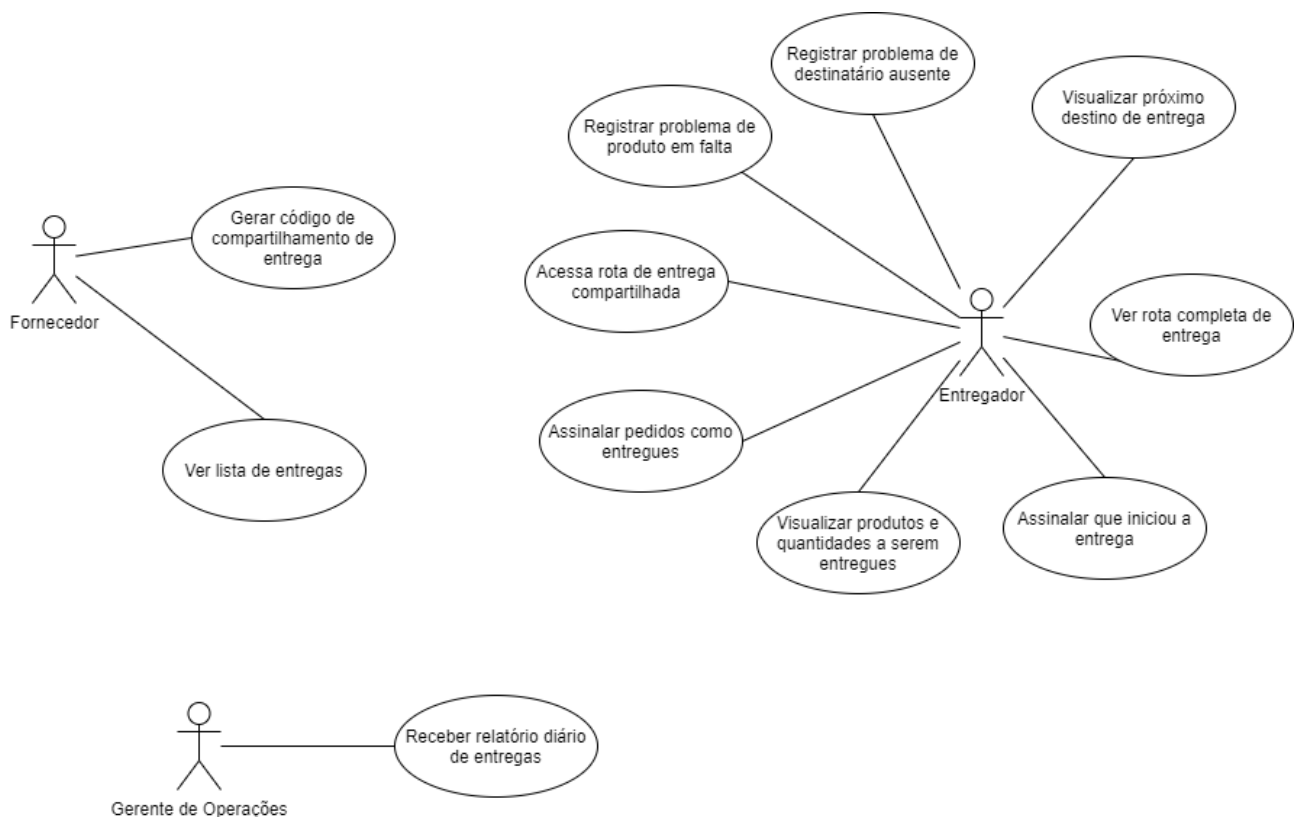 Registrar problema de
destinatário ausente
Visualizar próximo
destino de entrega
Registrar problema de
produto em falta
Gerar código de
compartilhamento de
entrega
Acessa rota de entrega
compartilhada
Fornecedor
Ver rota completa de
entrega
Entregador
Assinalar pedidos como
entregues
Ver lista de entregas
Visualizar produtos e
quantidades a serem
entregues
Assinalar que iniciou a
entrega
Receber relatório diário
de entregas
Gerente de Operações